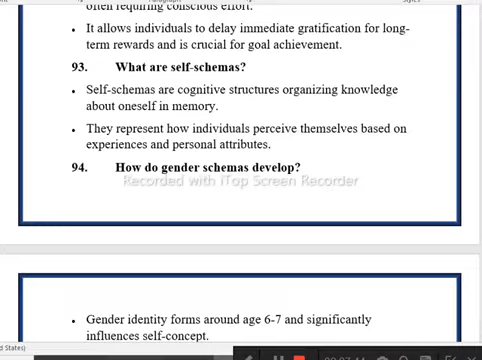 often requiring conscious effort.
• It allows individuals to delay immediate gratification for long-
term rewards and is crucial for goal achievement.
93. What are self-schemas?
• Self-schemas are cognitive structures organizing knowledge
about oneself in memory.
• They represent how individuals perceive themselves based on
experiences and personal attributes.
94. How do gender schemas develop?
Recorded with iTop Screen Recorder
• Gender identity forms around age 6-7 and significantly
influences self-concept.
d States)